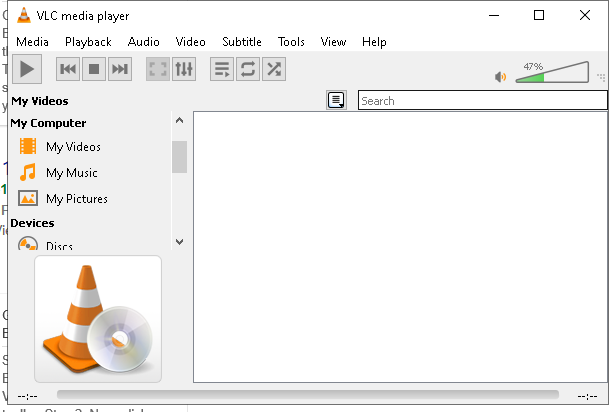 VLC media player
Media Playback Audio Video Subtitle Tools View Help
47%
My Videos
Search
My Computer
My Videos
My Music
My Pictures
Devices
Discs
--:-- --:--